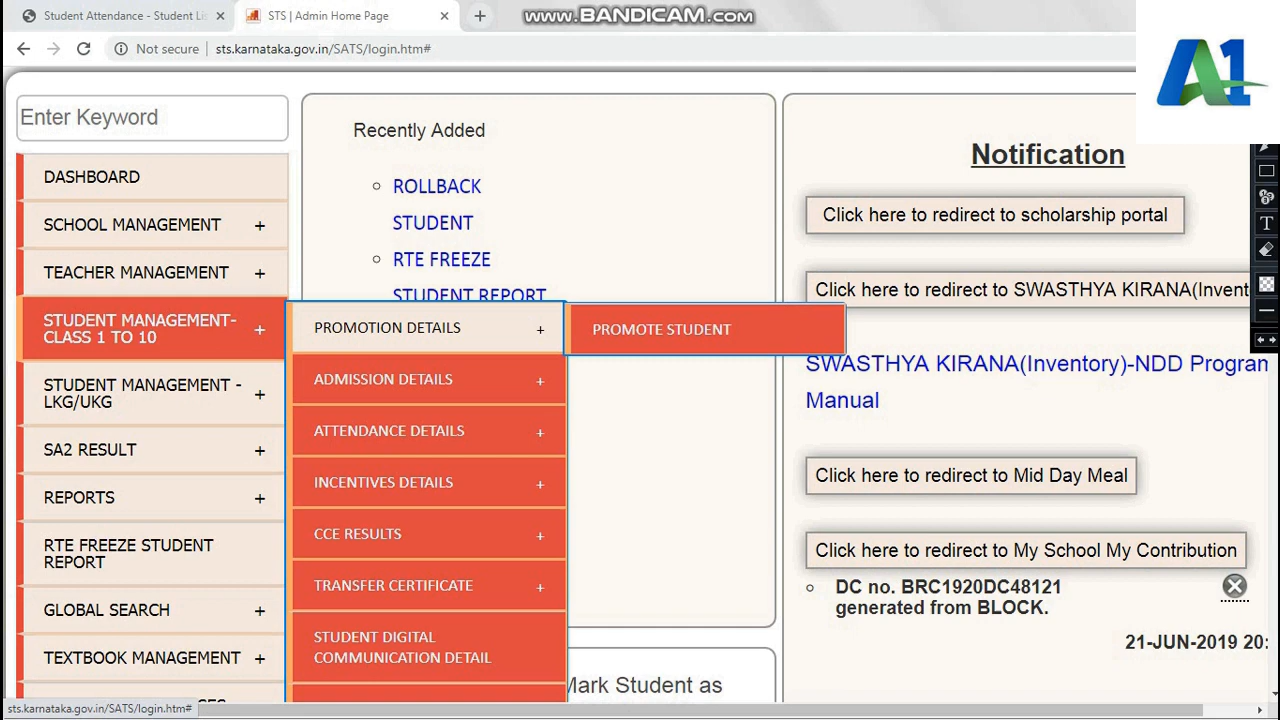 Student Attendance - Student Li
STS | Admin Home Page
www.BANDICAM.com
Not secure | sts.karnataka.gov.in/SATS/login.htm#
A1
Enter Keyword
DASHBOARD
SCHOOL MANAGEMENT +
TEACHER MANAGEMENT +
STUDENT MANAGEMENT-
CLASS 1 TO 10 +
STUDENT MANAGEMENT -
LKG/UKG +
SA2 RESULT +
REPORTS +
RTE FREEZE STUDENT
REPORT
GLOBAL SEARCH +
TEXTBOOK MANAGEMENT +
PROMOTION DETAILS +
ADMISSION DETAILS +
ATTENDANCE DETAILS +
INCENTIVES DETAILS +
CCE RESULTS +
TRANSFER CERTIFICATE +
STUDENT DIGITAL
COMMUNICATION DETAIL
PROMOTE STUDENT
Recently Added
ROLLBACK
STUDENT
RTE FREEZE
STUDENT REPORT
Mark Student as
Notification
Click here to redirect to scholarship portal
Click here to redirect to SWASTHYA KIRANA(Invent
SWASTHYA KIRANA(Inventory)-NDD Program
Manual
Click here to redirect to Mid Day Meal
Click here to redirect to My School My Contribution
DC no. BRC1920DC48121
generated from BLOCK.
21-JUN-2019 20:
sts.karnataka.gov.in/SATS/login.htm#